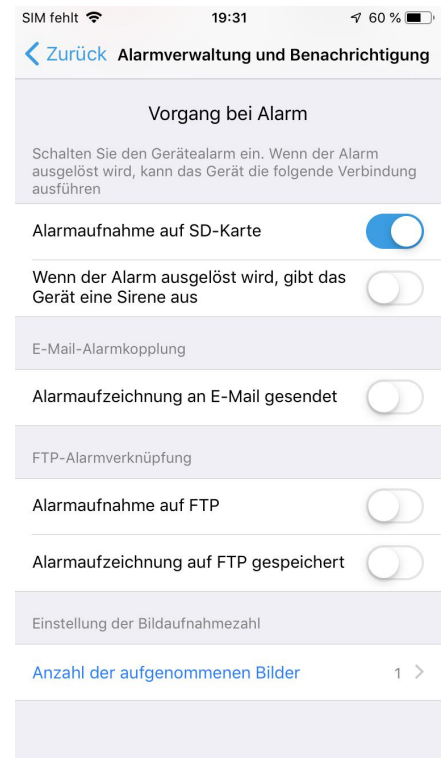 SIM fehlt 19:31 60 %
Zurück Alarmverwaltung und Benachrichtigung
Vorgang bei Alarm
Schalten Sie den Gerätealarm ein. Wenn der Alarm
ausgelöst wird, kann das Gerät die folgende Verbindung
ausführen
Alarmaufnahme auf SD-Karte
Wenn der Alarm ausgelöst wird, gibt das
Gerät eine Sirene aus
E-Mail-Alarmkopplung
Alarmaufzeichnung an E-Mail gesendet
FTP-Alarmverknüpfung
Alarmaufnahme auf FTP
Alarmaufzeichnung auf FTP gespeichert
Einstellung der Bildaufnahmezahl
Anzahl der aufgenommenen Bilder 1